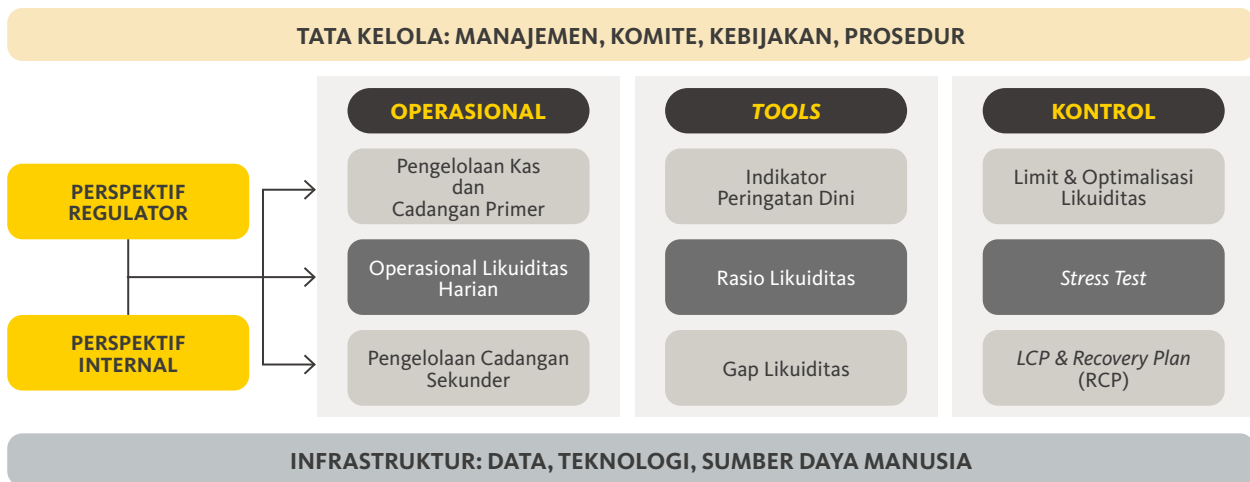 TATA KELOLA: MANAJEMEN, KOMITE, KEBIJAKAN, PROSEDUR
PERSPEKTIF
REGULATOR
PERSPEKTIF
INTERNAL
OPERASIONAL
Pengelolaan Kas
dan
Cadangan Primer
Operasional Likuiditas
Harian
Pengelolaan Cadangan
Sekunder
TOOLS
Indikator
Peringatan Dini
Rasio Likuiditas
Gap Likuiditas
KONTROL
Limit & Optimalisasi
Likuiditas
Stress Test
LCP & Recovery Plan
(RCP)
INFRASTRUKTUR: DATA, TEKNOLOGI, SUMBER DAYA MANUSIA